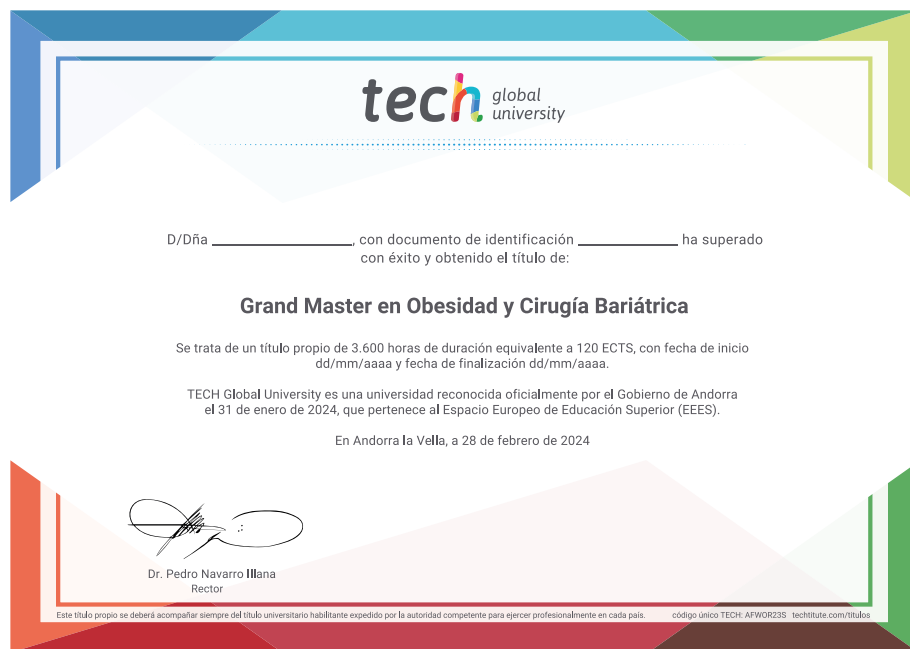 tech global
university
D/Dña ____________________, con documento de identificación ______________ ha superado
con éxito y obtenido el título de:
Grand Master en Obesidad y Cirugía Bariátrica
Se trata de un título propio de 3.600 horas de duración equivalente a 120 ECTS, con fecha de inicio
dd/mm/aaaa y fecha de finalización dd/mm/aaaa.
TECH Global University es una universidad reconocida oficialmente por el Gobierno de Andorra
el 31 de enero de 2024, que pertenece al Espacio Europeo de Educación Superior (EEES).
En Andorra la Vella, a 28 de febrero de 2024
Dr. Pedro Navarro Illana
Rector
Este título propio se deberá acompañar siempre del título universitario habilitante expedido por la autoridad competente para ejercer profesionalmente en cada país. código único TECH: AFWOR23S techtitute.com/titulos